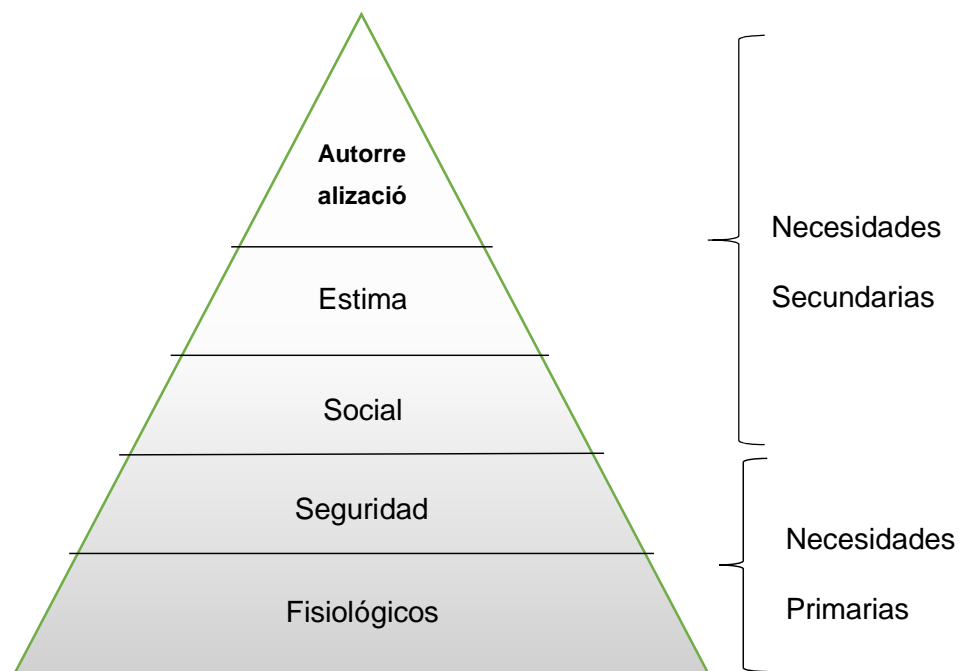 Autorre
alizació
Estima
Social
Seguridad
Fisiológicos
Necesidades
Secundarias
Necesidades
Primarias